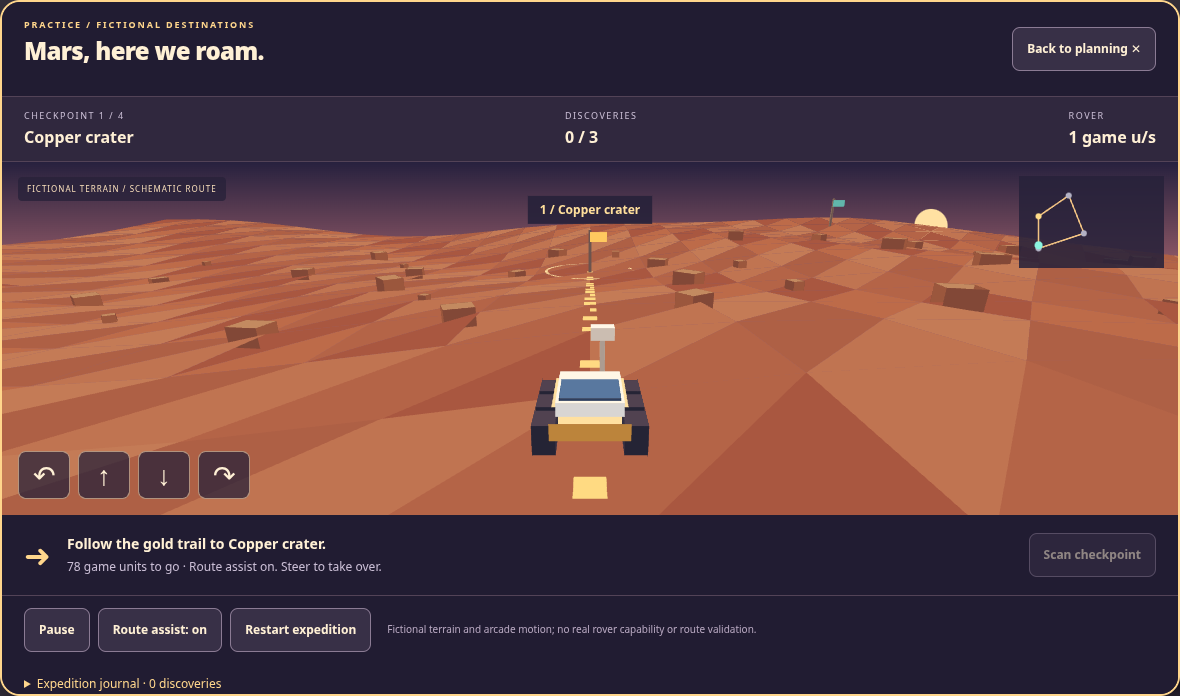 PRACTICE / FICTIONAL DESTINATIONS
Mars, here we roam.
Back to planning ×
CHECKPOINT 1 / 4
Copper crater
DISCOVERIES
0 / 3
ROVER
1 game u/s
FICTIONAL TERRAIN / SCHEMATIC ROUTE
1 / Copper crater
↶ ↑ ↓ ↷
➜ Follow the gold trail to Copper crater.
78 game units to go · Route assist on. Steer to take over.
Scan checkpoint
Pause
Route assist: on
Restart expedition
Fictional terrain and arcade motion; no real rover capability or route validation.
▶ Expedition journal · 0 discoveries